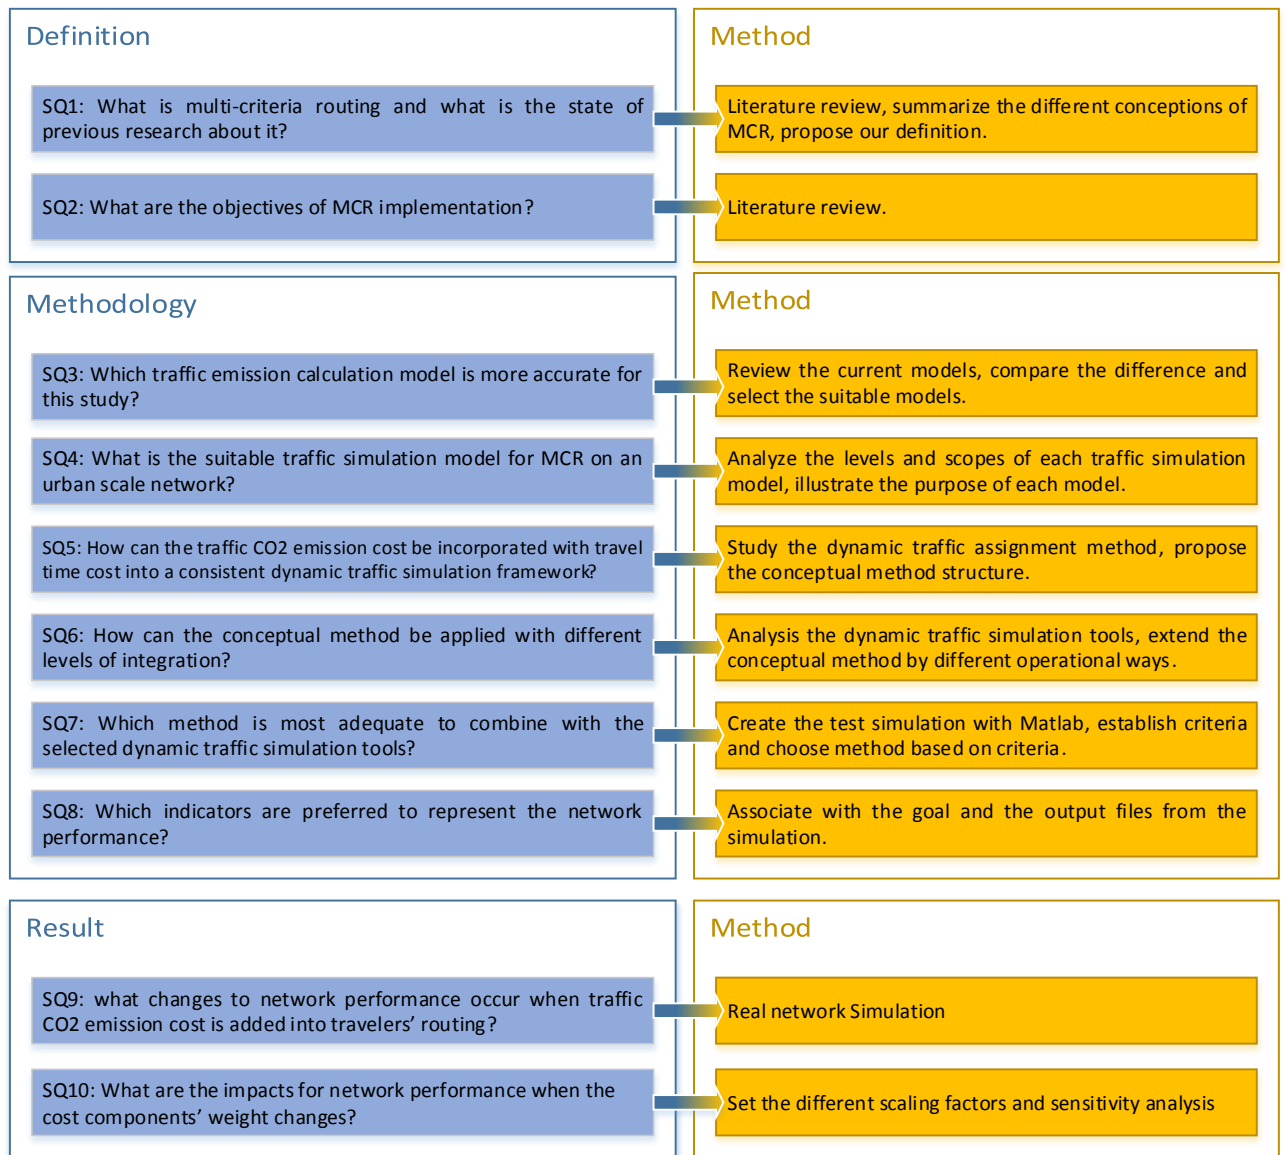 Definition
Method
SQ1: What is multi-criteria routing and what is the state of
previous research about it?
Literature review, summarize the different conceptions of
MCR, propose our definition.
SQ2: What are the objectives of MCR implementation?
Literature review.
Methodology
Method
SQ3: Which traffic emission calculation model is more accurate for
this study?
Review the current models, compare the difference and
select the suitable models.
SQ4: What is the suitable traffic simulation model for MCR on an
urban scale network?
Analyze the levels and scopes of each traffic simulation
model, illustrate the purpose of each model.
SQ5: How can the traffic CO2 emission cost be incorporated with travel
time cost into a consistent dynamic traffic simulation framework?
Study the dynamic traffic assignment method, propose
the conceptual method structure.
SQ6: How can the conceptual method be applied with different
levels of integration?
Analysis the dynamic traffic simulation tools, extend the
conceptual method by different operational ways.
SQ7: Which method is most adequate to combine with the
selected dynamic traffic simulation tools?
Create the test simulation with Matlab, establish criteria
and choose method based on criteria.
SQ8: Which indicators are preferred to represent the network
performance?
Associate with the goal and the output files from the
simulation.
Result
Method
SQ9: what changes to network performance occur when traffic
CO2 emission cost is added into travelers’ routing?
Real network Simulation
SQ10: What are the impacts for network performance when the
cost components’ weight changes?
Set the different scaling factors and sensitivity analysis